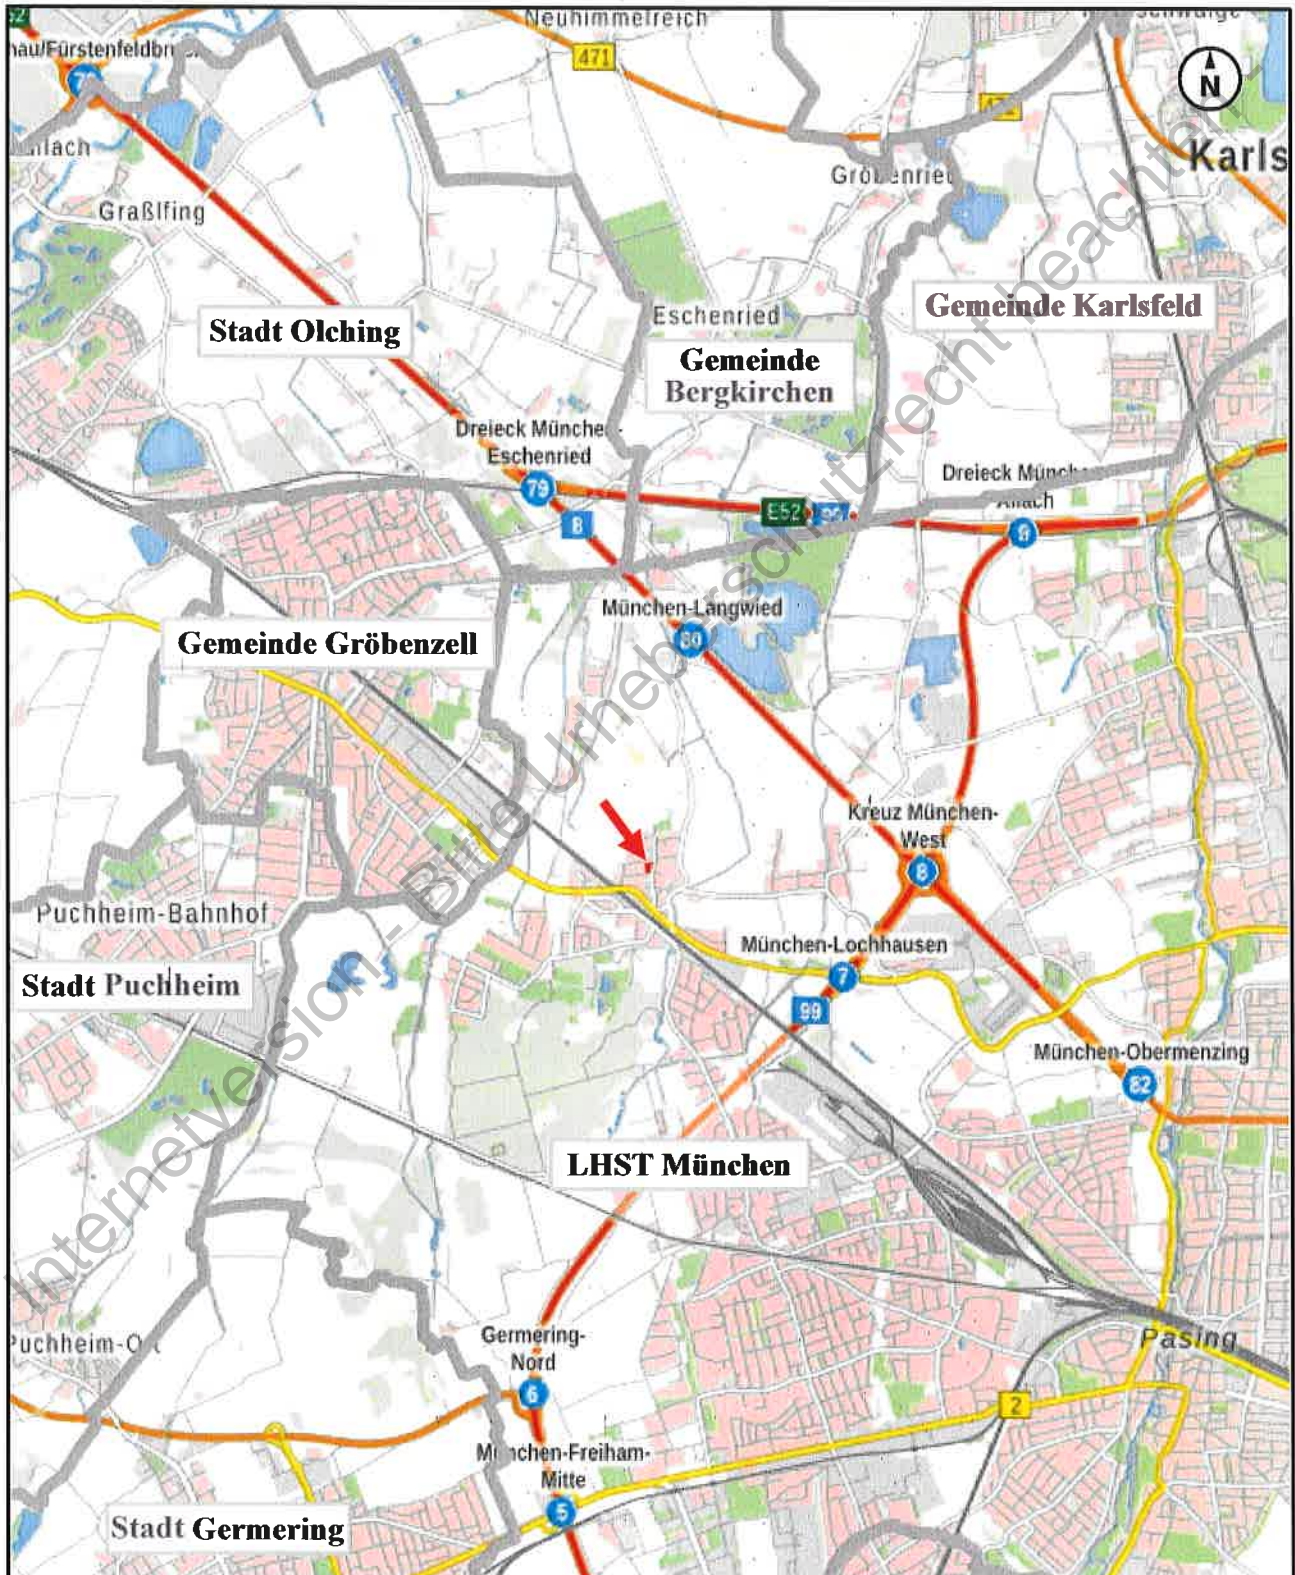 Neuhimmelreich
471
N
Karls
Graßlfing
Gröbenried
Stadt Olching
Eschenried
Gemeinde Karlsfeld
Gemeinde
Bergkirchen
Eschenried
79
8
E52
9
München-Langwied
80
Gemeinde Gröbenzell
Kreuz München-
West
8
Puchheim-Bahnhof
München-Lochhausen
7
Stadt Puchheim
99
München-Obermenzing
82
LHST München
Germering-
Nord
6
Pasing
2
München-Freiham-
Mitte
5
Stadt Germering
Internetversion - Bitte Urheberschutzrecht beachten!